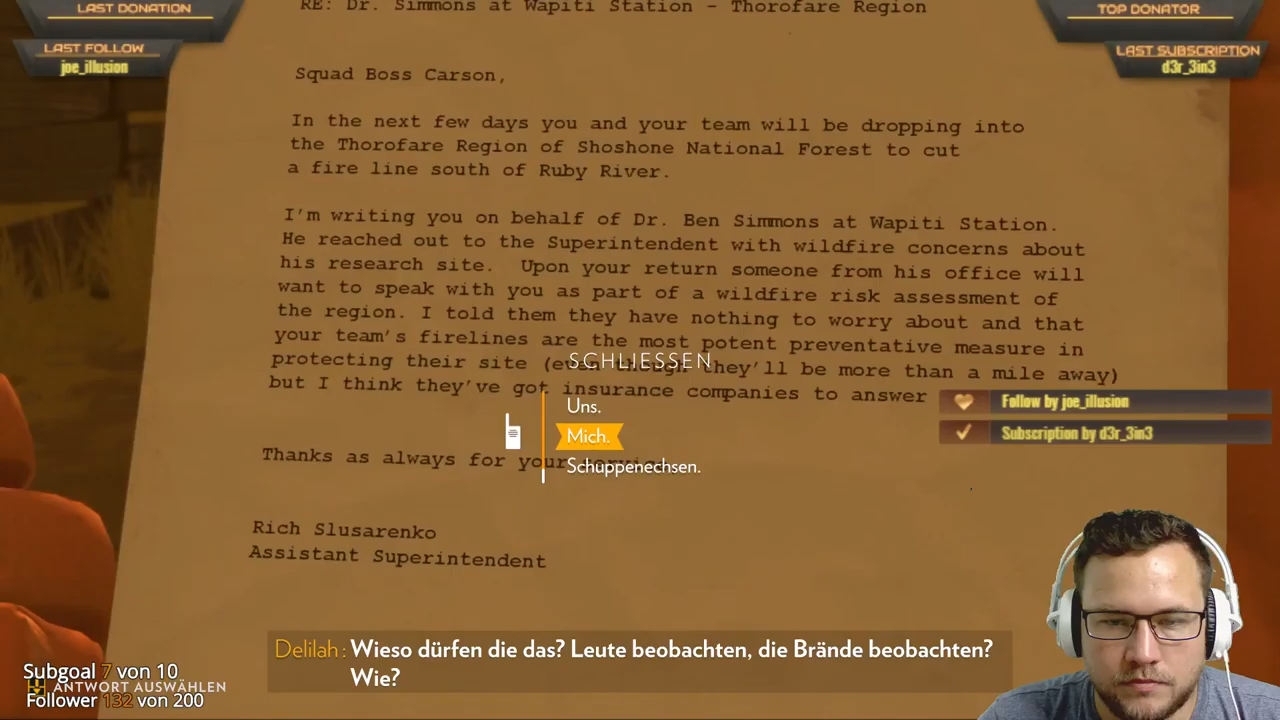 LAST DONATION
LAST FOLLOW
joe_illusion
TOP DONATOR
LAST SUBSCRIPTION
d3r_3in3
RE: Dr. Simmons at Wapiti Station - Thorofare Region
Squad Boss Carson,
In the next few days you and your team will be dropping into
the Thorofare Region of Shoshone National Forest to cut
a fire line south of Ruby River.
I'm writing you on behalf of Dr. Ben Simmons at Wapiti Station.
He reached out to the Superintendent with wildfire concerns about
his research site. Upon your return someone from his office will
want to speak with you as part of a wildfire risk assessment of
the region. I told them they have nothing to worry about and that
your team's firelines are the most potent preventative measure in
protecting their site (even though they'll be more than a mile away)
but I think they've got insurance companies to answer
SCHLIESSEN
Uns.
Mich.
Schuppenechsen.
Follow by joe_illusion
Subscription by d3r_3in3
Thanks as always for your
Rich Slusarenko
Assistant Superintendent
Delilah: Wieso dürfen die das? Leute beobachten, die Brände beobachten?
Wie?
Subgoal 7 von 10
ANTWORT AUSWÄHLEN
Follower 132 von 200